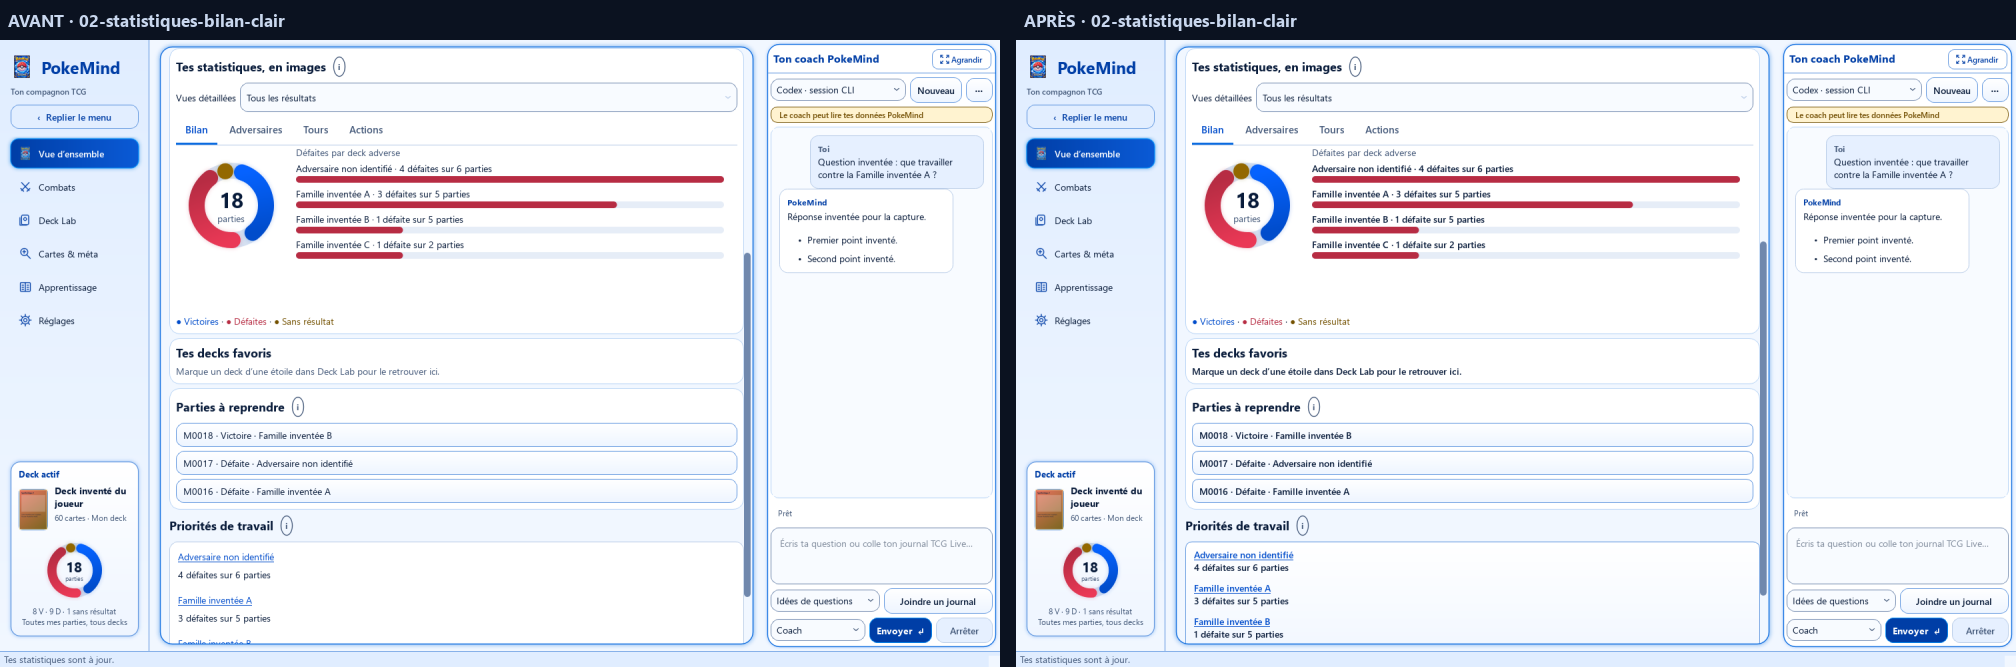 AVANT · 02-statistiques-bilan-clair
PokeMind
Ton compagnon TCG
‹ Replier le menu
Vue d'ensemble
Combats
Deck Lab
Cartes & méta
Apprentissage
Réglages
Deck actif
Deck inventé du
joueur
60 cartes · Mon deck
18
parties
8 V · 9 D · 1 sans résultat
Toutes mes parties, tous decks
Tes statistiques sont à jour.
Tes statistiques, en images i
Vues détaillées Tous les résultats
Bilan Adversaires Tours Actions
18
parties
Défaites par deck adverse
Adversaire non identifié · 4 défaites sur 6 parties
Famille inventée A · 3 défaites sur 5 parties
Famille inventée B · 1 défaite sur 5 parties
Famille inventée C · 1 défaite sur 2 parties
● Victoires · ● Défaites · ● Sans résultat
Tes decks favoris
Marque un deck d'une étoile dans Deck Lab pour le retrouver ici.
Parties à reprendre i
M0018 · Victoire · Famille inventée B
M0017 · Défaite · Adversaire non identifié
M0016 · Défaite · Famille inventée A
Priorités de travail i
Adversaire non identifié
4 défaites sur 6 parties
Famille inventée A
3 défaites sur 5 parties
Famille inventée B
Ton coach PokeMind Agrandir
Codex · session CLI Nouveau ...
Le coach peut lire tes données PokeMind
Toi
Question inventée : que travailler
contre la Famille inventée A ?
PokeMind
Réponse inventée pour la capture.
• Premier point inventé.
• Second point inventé.
Prêt
Écris ta question ou colle ton journal TCG Live...
Idées de questions Joindre un journal
Coach Envoyer ↲ Arrêter
APRÈS · 02-statistiques-bilan-clair
PokeMind
Ton compagnon TCG
‹ Replier le menu
Vue d'ensemble
Combats
Deck Lab
Cartes & méta
Apprentissage
Réglages
Deck actif
Deck inventé du
joueur
60 cartes · Mon deck
18
parties
8 V · 9 D · 1 sans résultat
Toutes mes parties, tous decks
Tes statistiques sont à jour.
Tes statistiques, en images i
Vues détaillées Tous les résultats
Bilan Adversaires Tours Actions
18
parties
Défaites par deck adverse
Adversaire non identifié · 4 défaites sur 6 parties
Famille inventée A · 3 défaites sur 5 parties
Famille inventée B · 1 défaite sur 5 parties
Famille inventée C · 1 défaite sur 2 parties
● Victoires · ● Défaites · ● Sans résultat
Tes decks favoris
Marque un deck d'une étoile dans Deck Lab pour le retrouver ici.
Parties à reprendre i
M0018 · Victoire · Famille inventée B
M0017 · Défaite · Adversaire non identifié
M0016 · Défaite · Famille inventée A
Priorités de travail i
Adversaire non identifié
4 défaites sur 6 parties
Famille inventée A
3 défaites sur 5 parties
Famille inventée B
1 défaite sur 5 parties
Ton coach PokeMind Agrandir
Codex · session CLI Nouveau ...
Le coach peut lire tes données PokeMind
Toi
Question inventée : que travailler
contre la Famille inventée A ?
PokeMind
Réponse inventée pour la capture.
• Premier point inventé.
• Second point inventé.
Prêt
Écris ta question ou colle ton journal TCG Live...
Idées de questions Joindre un journal
Coach Envoyer ↲ Arrêter